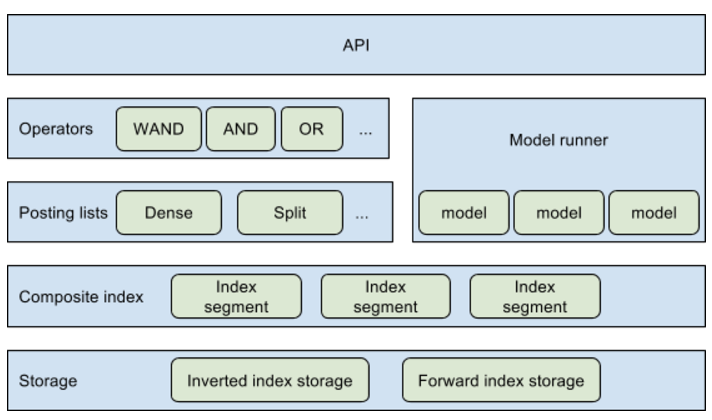 API
Operators
WAND
AND
OR
...
Model runner
Posting lists
Dense
Split
...
model
model
model
Composite index
Index
segment
Index
segment
Index
segment
Storage
Inverted index storage
Forward index storage